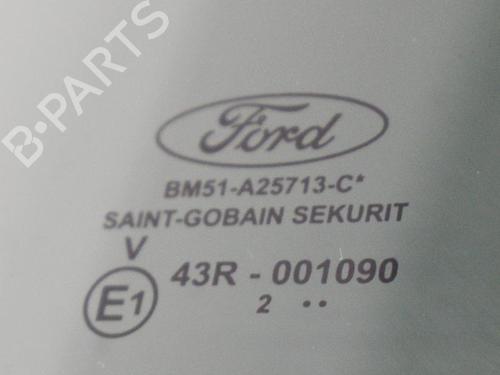 B-PARTS
Ford
BM51-A25713-C*
SAINT-GOBAIN SEKURIT
V
E1
43R - 001090
2 ..